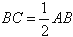 BC = 1/2 AB